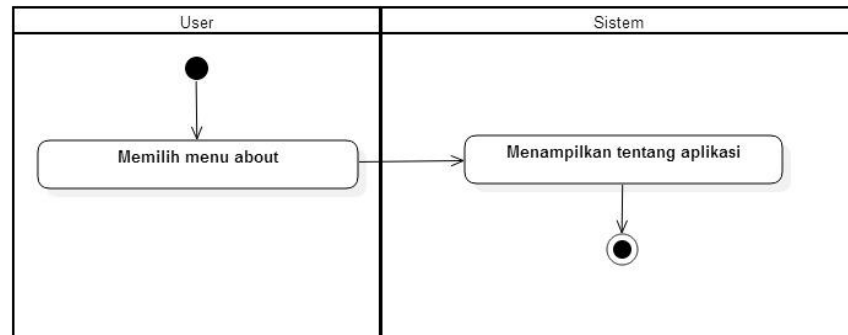 User
Sistem
Memilih menu about
Menampilkan tentang aplikasi